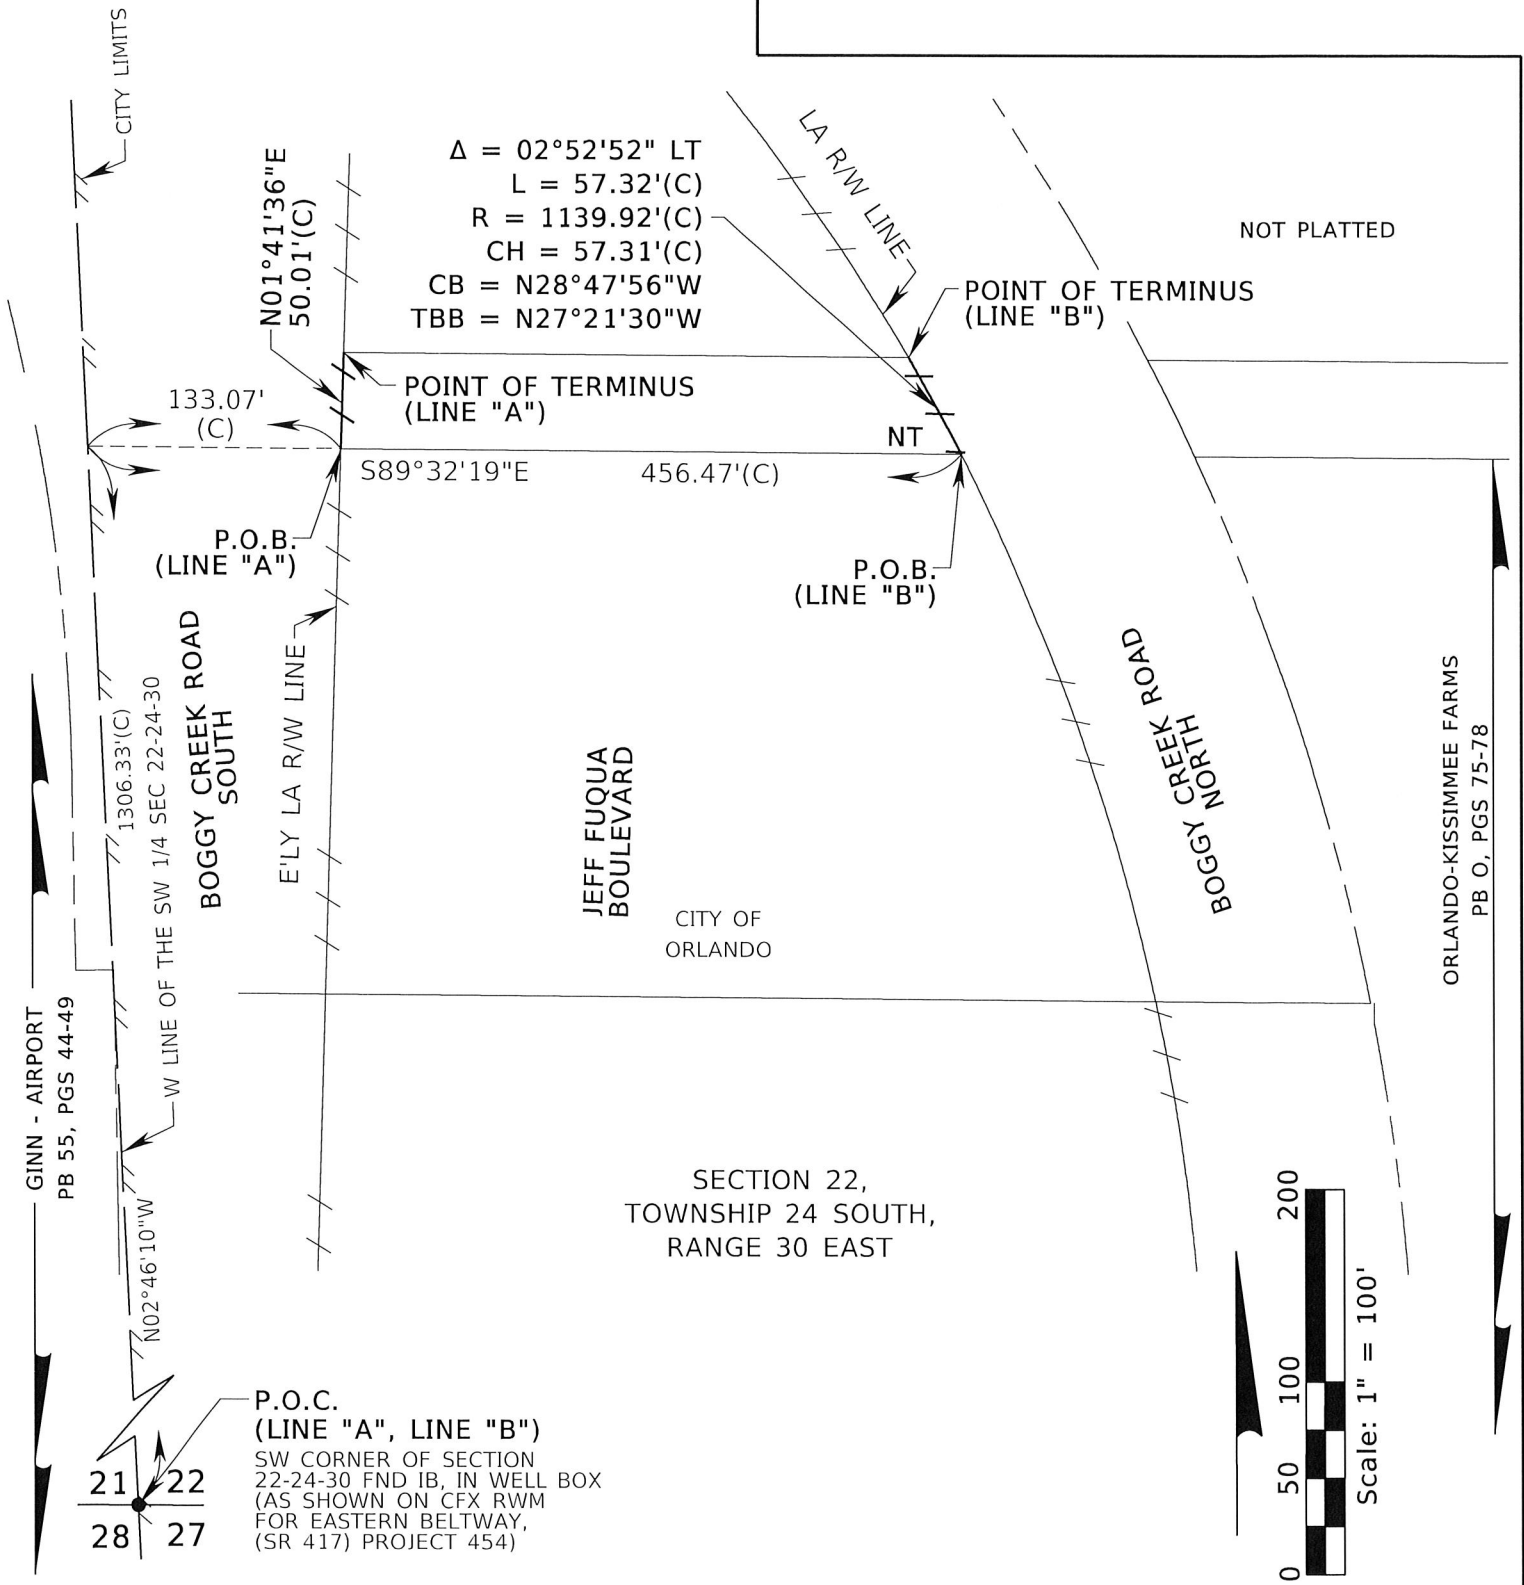 CITY LIMITS
N01°41'36"E
50.01'(C)
Δ = 02°52'52" LT
L = 57.32'(C)
R = 1139.92'(C)
CH = 57.31'(C)
CB = N28°47'56"W
TBB = N27°21'30"W
LA R/W LINE
NOT PLATTED
POINT OF TERMINUS
(LINE "B")
POINT OF TERMINUS
(LINE "A")
133.07'
(C)
NT
S89°32'19"E
456.47'(C)
P.O.B.
(LINE "A")
P.O.B.
(LINE "B")
1306.33'(C)
W LINE OF THE SW 1/4 SEC 22-24-30
BOGGY CREEK ROAD
SOUTH
E'LY LA R/W LINE
JEFF FUQUA
BOULEVARD
CITY OF
ORLANDO
BOGGY CREEK ROAD
NORTH
ORLANDO-KISSIMMEE FARMS
PB O, PGS 75-78
GINN - AIRPORT
PB 55, PGS 44-49
N02°46'10"W
SECTION 22,
TOWNSHIP 24 SOUTH,
RANGE 30 EAST
P.O.C.
(LINE "A", LINE "B")
SW CORNER OF SECTION
22-24-30 FND IB, IN WELL BOX
(AS SHOWN ON CFX RWM
FOR EASTERN BELTWAY,
(SR 417) PROJECT 454)
21 22
28 27
0 50 100 200
Scale: 1" = 100'